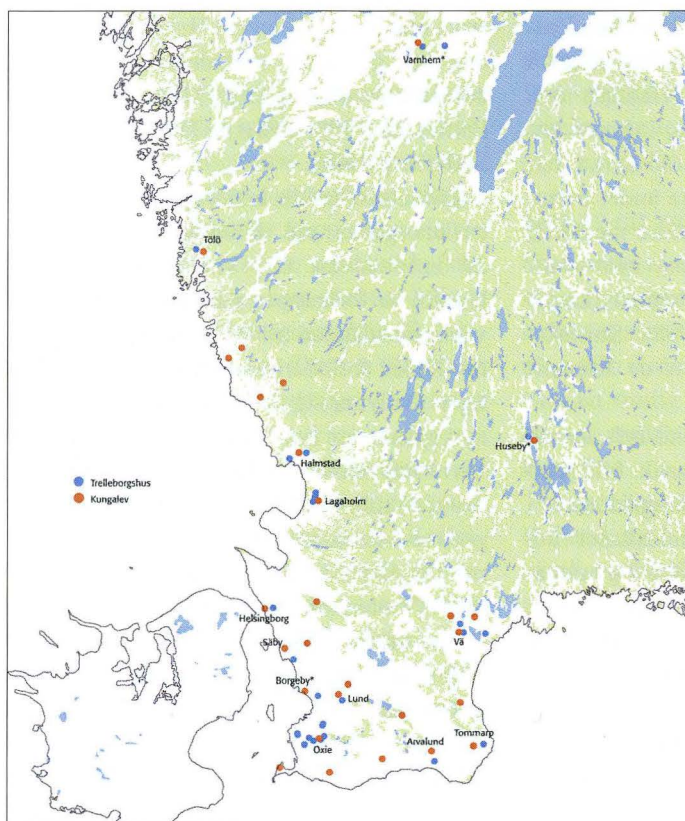 Varnhem*
Tölö
Huseby*
Halmstad
Trelleborgshus
Kungalev
Lagaholm
Helsingborg
Vä
Säby
Borgeby*
Lund
Tommarp
Arvalund
Oxie